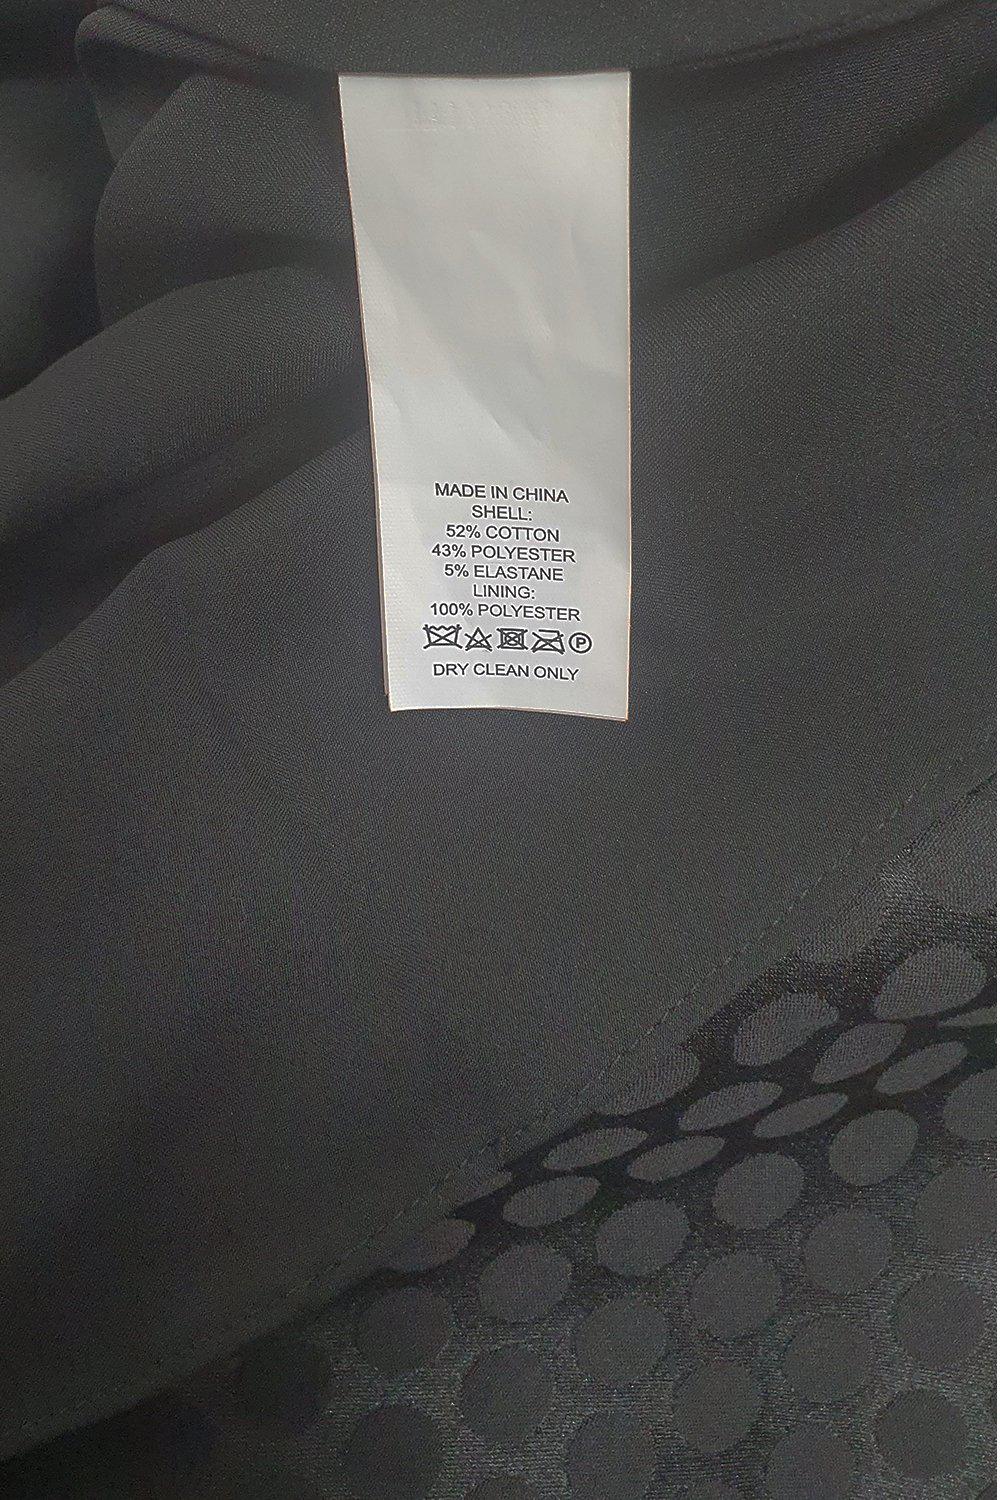 MADE IN CHINA
SHELL:
52% COTTON
43% POLYESTER
5% ELASTANE
LINING:
100% POLYESTER
P
DRY CLEAN ONLY